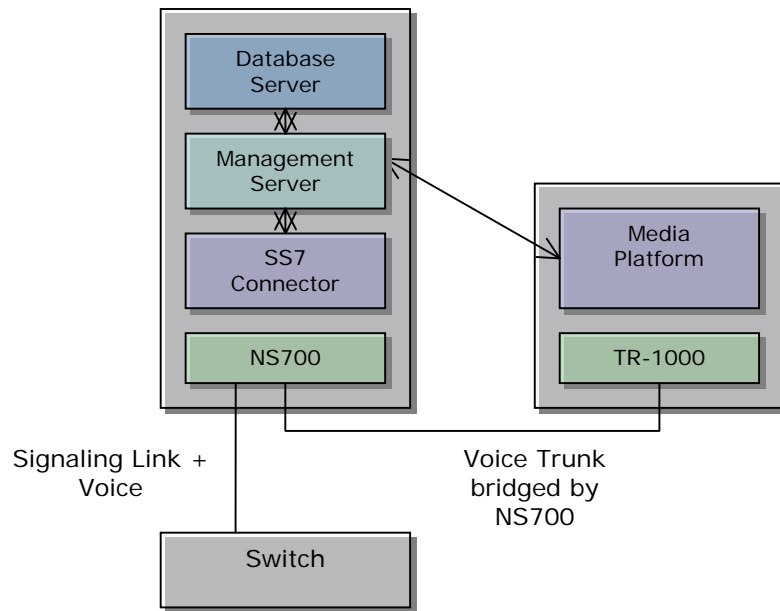 Database
Server
Management
Server
SS7
Connector
NS700
Media
Platform
TR-1000
Signaling Link +
Voice
Voice Trunk
bridged by
NS700
Switch